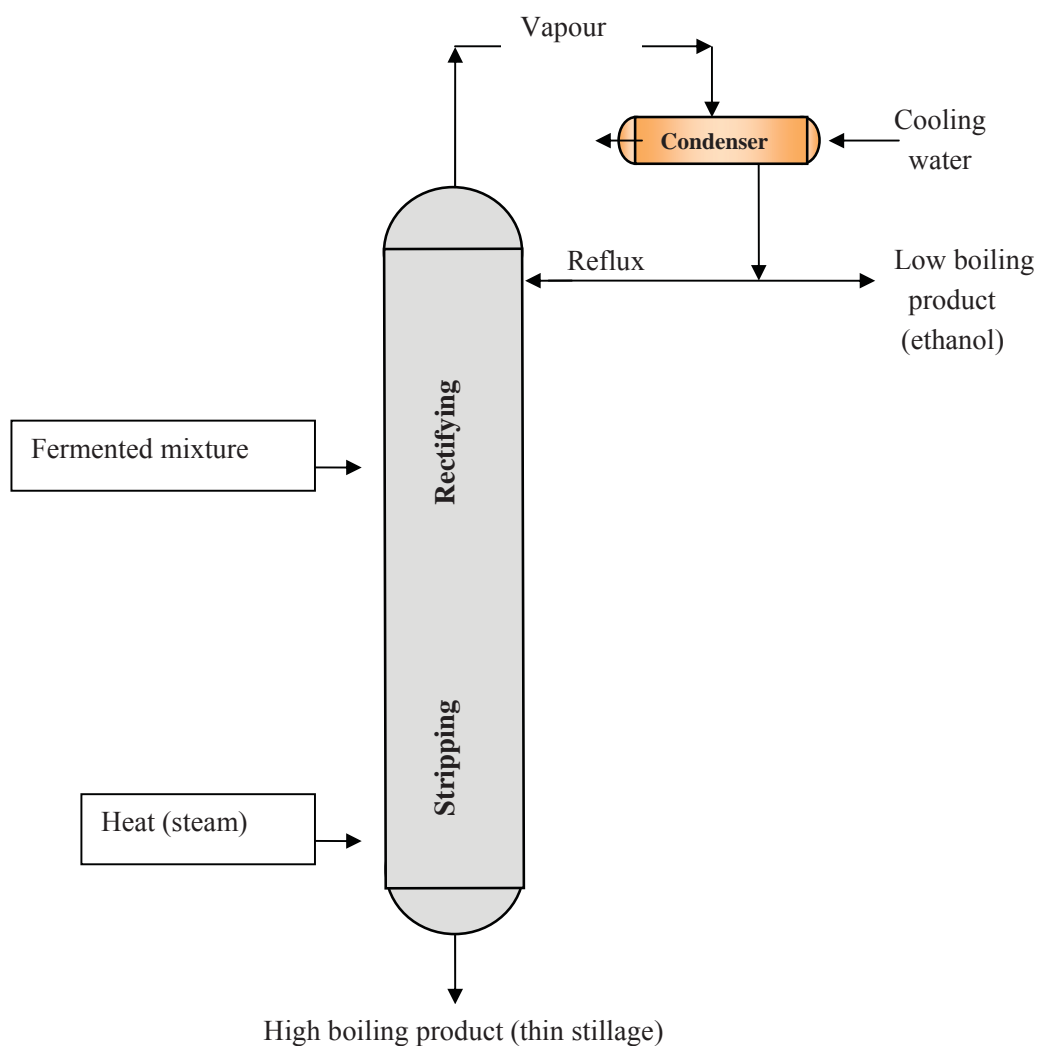 Vapour
Cooling
water
Condenser
Reflux
Low boiling
product
(ethanol)
Rectifying
Fermented mixture
Stripping
Heat (steam)
High boiling product (thin stillage)